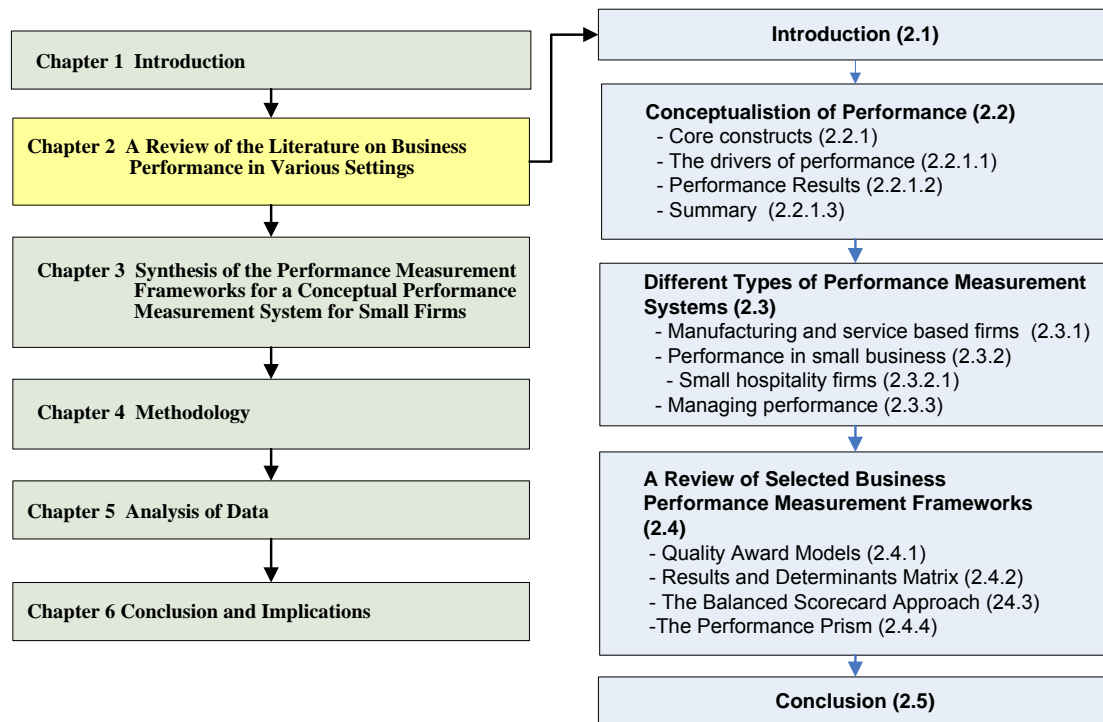 Chapter 1 Introduction
Chapter 2 A Review of the Literature on Business
Performance in Various Settings
Chapter 3 Synthesis of the Performance Measurement
Frameworks for a Conceptual Performance
Measurement System for Small Firms
Chapter 4 Methodology
Chapter 5 Analysis of Data
Chapter 6 Conclusion and Implications
Introduction (2.1)
Conceptualistion of Performance (2.2)
- Core constructs (2.2.1)
- The drivers of performance (2.2.1.1)
- Performance Results (2.2.1.2)
- Summary (2.2.1.3)
Different Types of Performance Measurement
Systems (2.3)
- Manufacturing and service based firms (2.3.1)
- Performance in small business (2.3.2)
- Small hospitality firms (2.3.2.1)
- Managing performance (2.3.3)
A Review of Selected Business
Performance Measurement Frameworks
(2.4)
- Quality Award Models (2.4.1)
- Results and Determinants Matrix (2.4.2)
- The Balanced Scorecard Approach (24.3)
-The Performance Prism (2.4.4)
Conclusion (2.5)